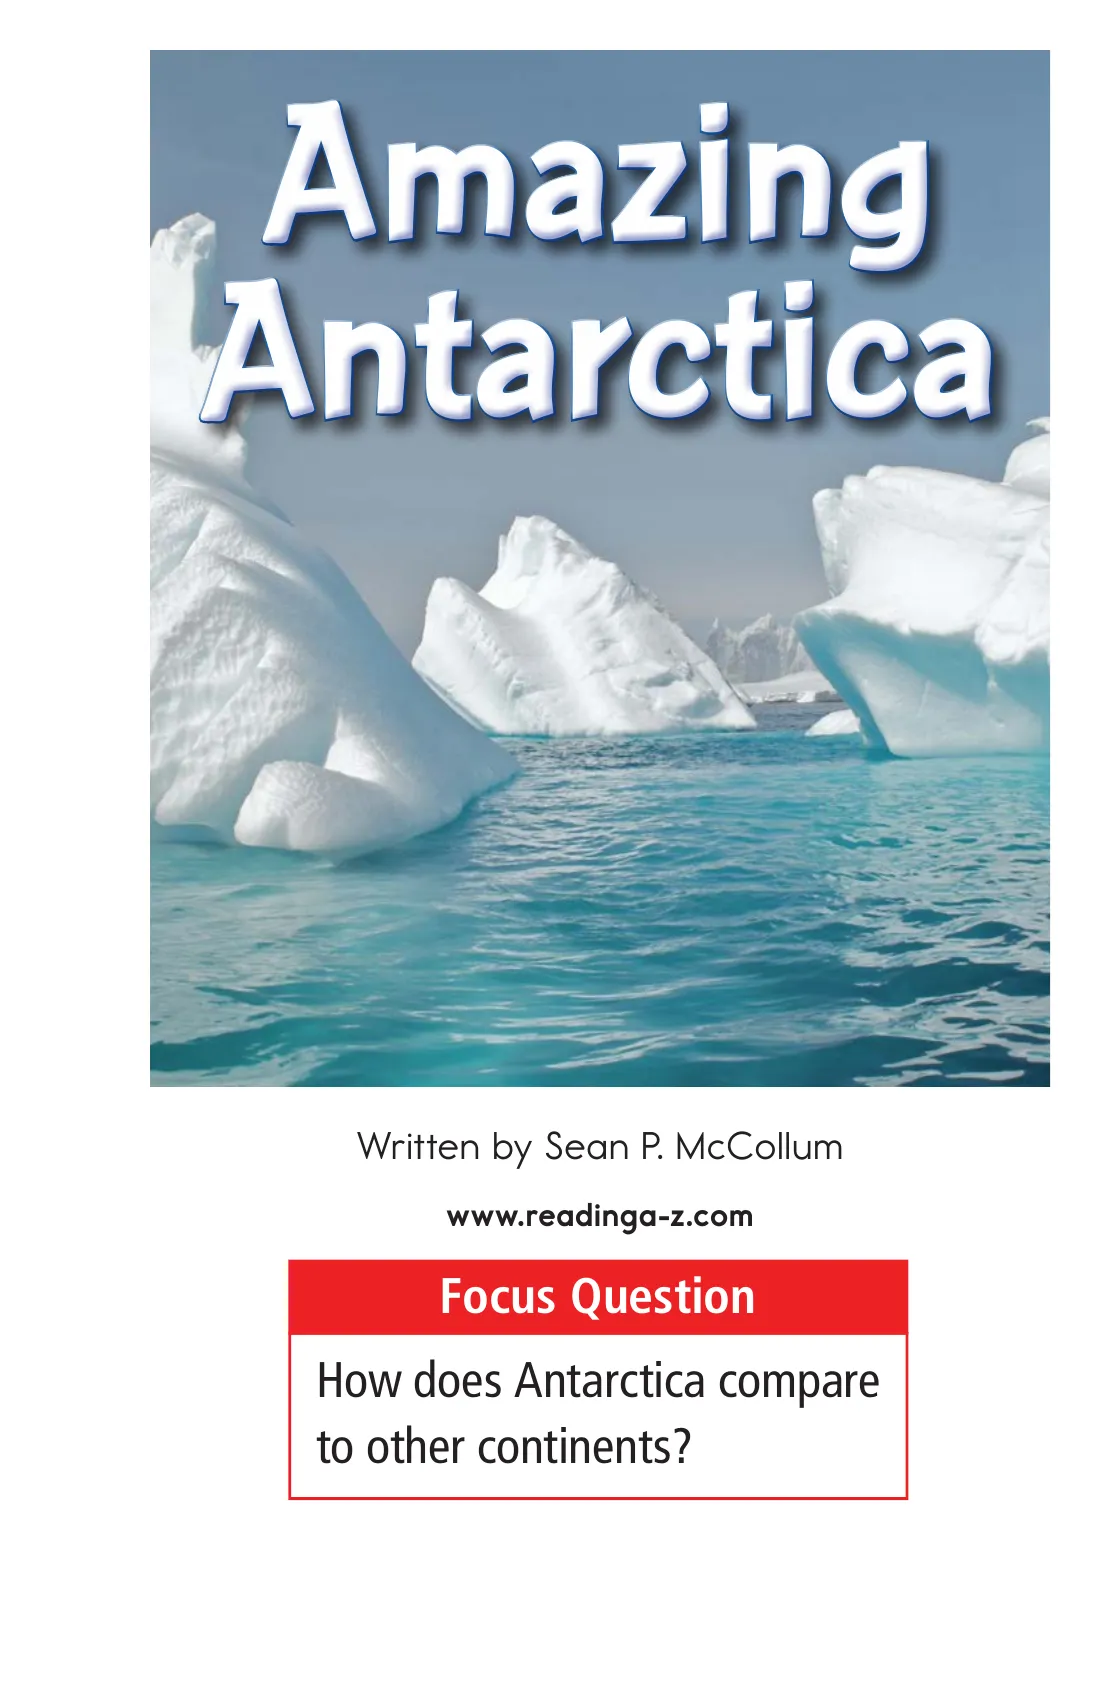 Amazing
Antarctica
Written by Sean P. McCollum
www.readinga-z.com
Focus Question
How does Antarctica compare
to other continents?